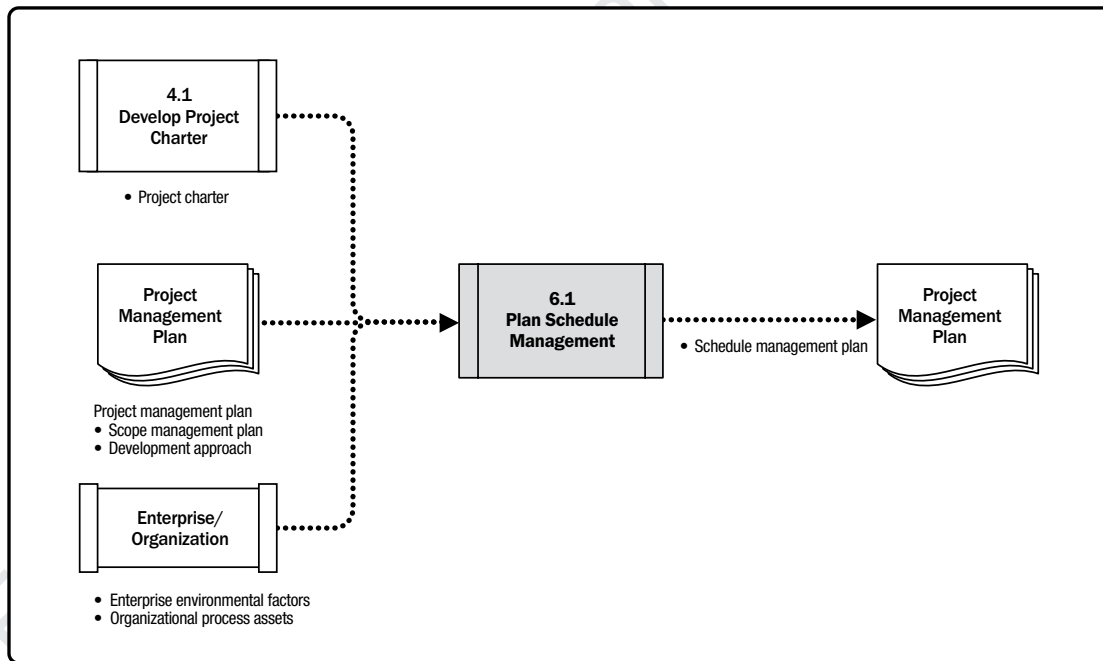 4.1
Develop Project
Charter
• Project charter
Project
Management
Plan
Project management plan
• Scope management plan
• Development approach
Enterprise/
Organization
• Enterprise environmental factors
• Organizational process assets
6.1
Plan Schedule
Management
• Schedule management plan
Project
Management
Plan